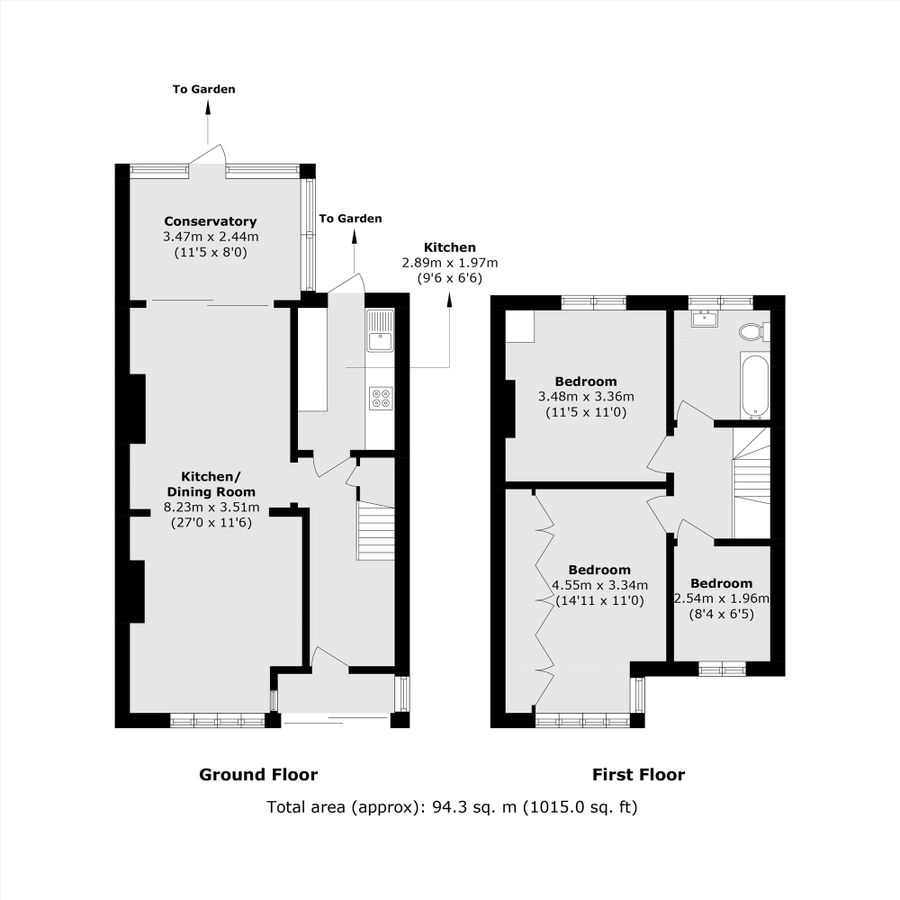 To Garden
Conservatory
3.47m x 2.44m
(11'5 x 8'0)
To Garden
Kitchen
2.89m x 1.97m
(9'6 x 6'6)
Kitchen/
Dining Room
8.23m x 3.51m
(27'0 x 11'6)
Bedroom
3.48m x 3.36m
(11'5 x 11'0)
Bedroom
4.55m x 3.34m
(14'11 x 11'0)
Bedroom
2.54m x 1.96m
(8'4 x 6'5)
Ground Floor
First Floor
Total area (approx): 94.3 sq. m (1015.0 sq. ft)